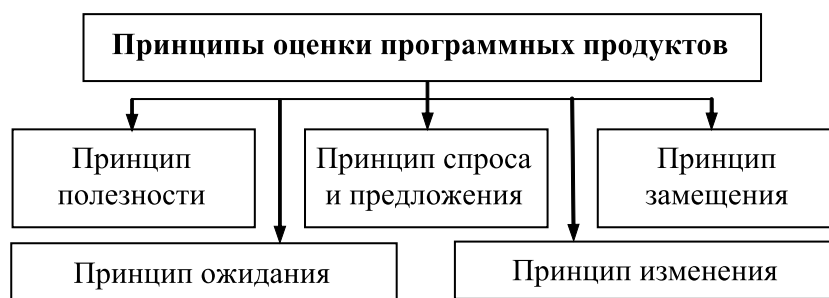 Принципы оценки программных продуктов
Принцип
полезности
Принцип спроса
и предложения
Принцип
замещения
Принцип ожидания
Принцип изменения